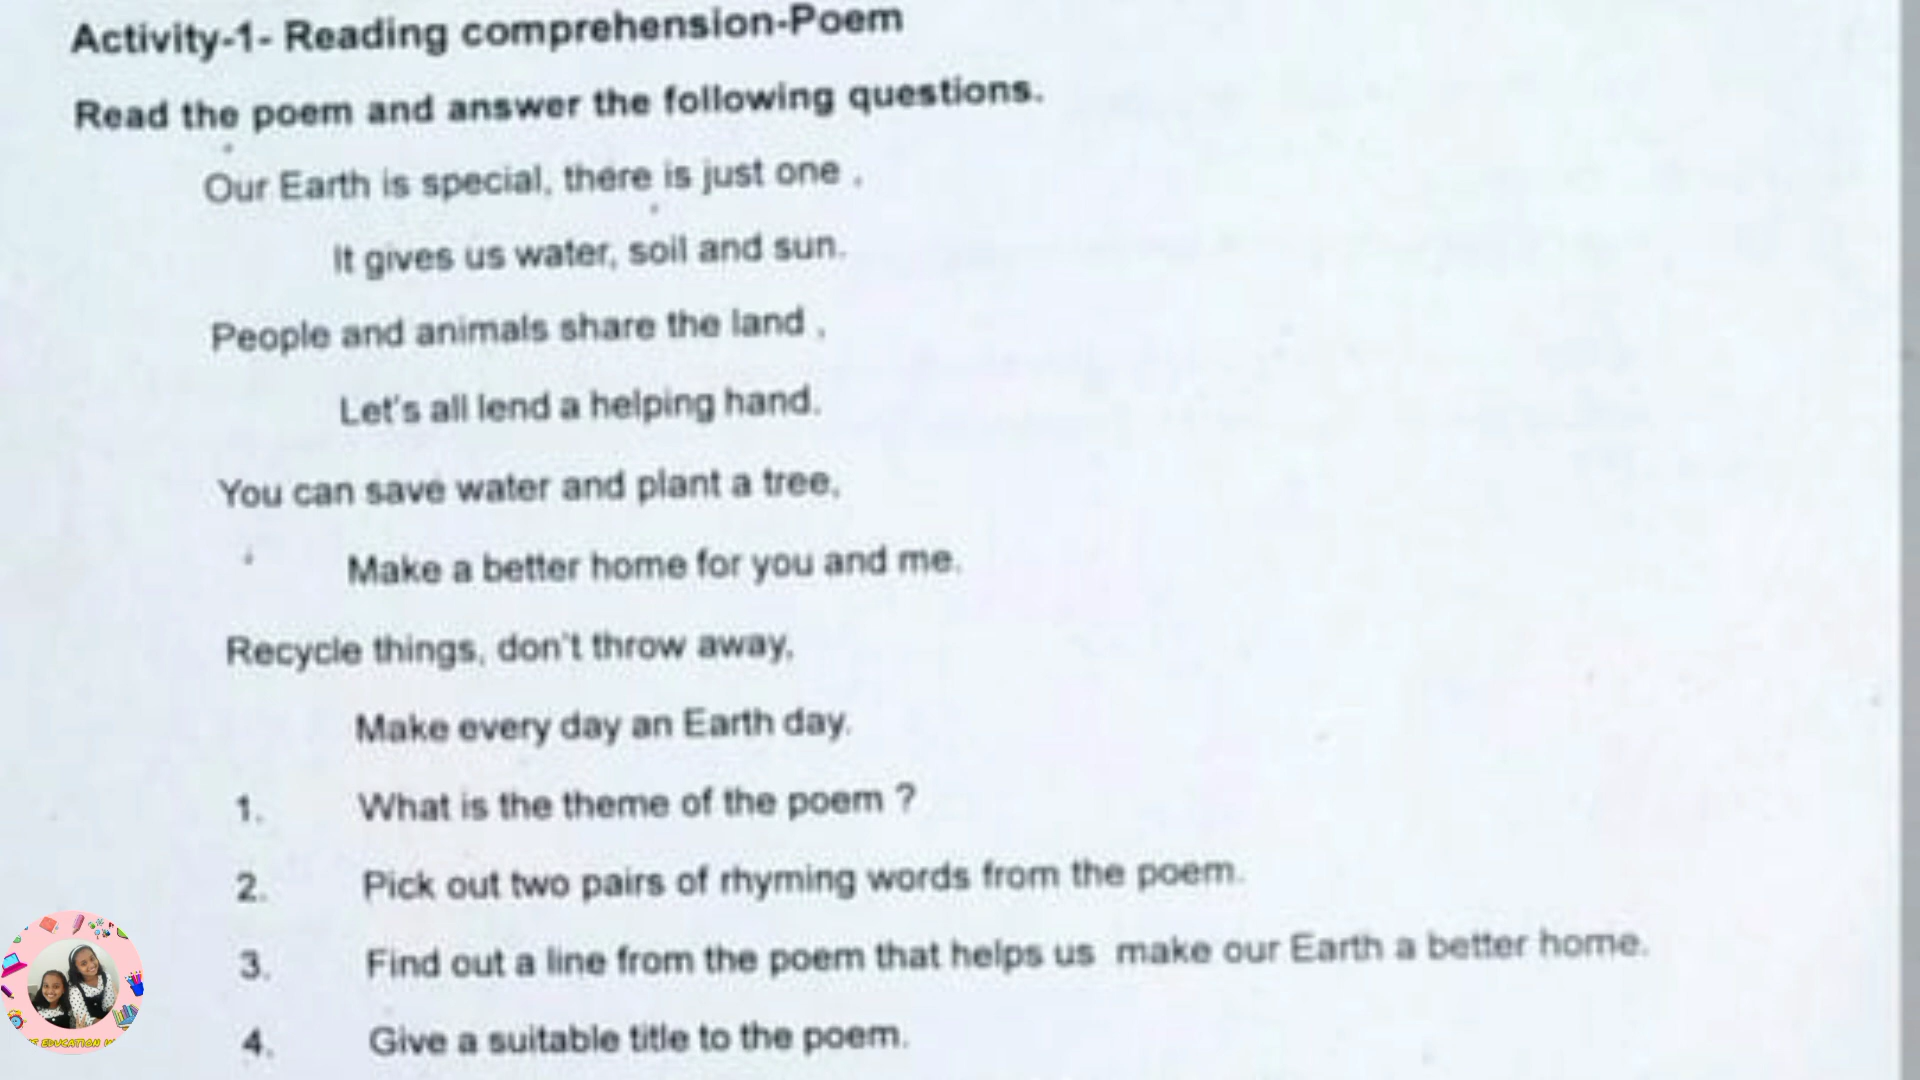 Activity-1- Reading comprehension-Poem
Read the poem and answer the following questions.
Our Earth is special, there is just one ,
It gives us water, soil and sun.
People and animals share the land ,
Let's all lend a helping hand.
You can save water and plant a tree,
Make a better home for you and me.
Recycle things, don't throw away,
Make every day an Earth day.
1. What is the theme of the poem ?
2. Pick out two pairs of rhyming words from the poem.
3. Find out a line from the poem that helps us make our Earth a better home.
4. Give a suitable title to the poem.
EDUCATION